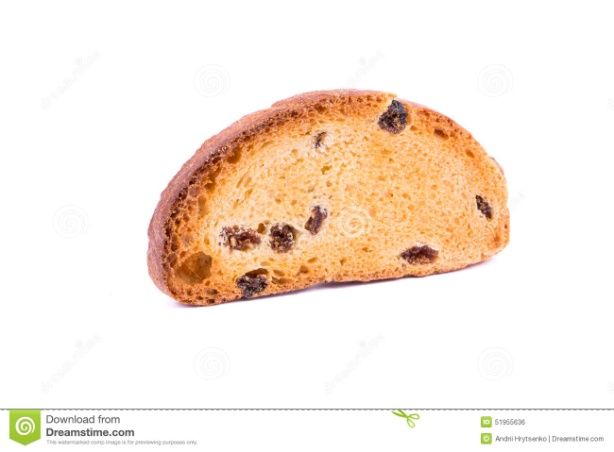 Download from
Dreamstime.com
This watermarked comp image is for previewing purposes only.
51955636
Andrii Hrytsenko | Dreamstime.com